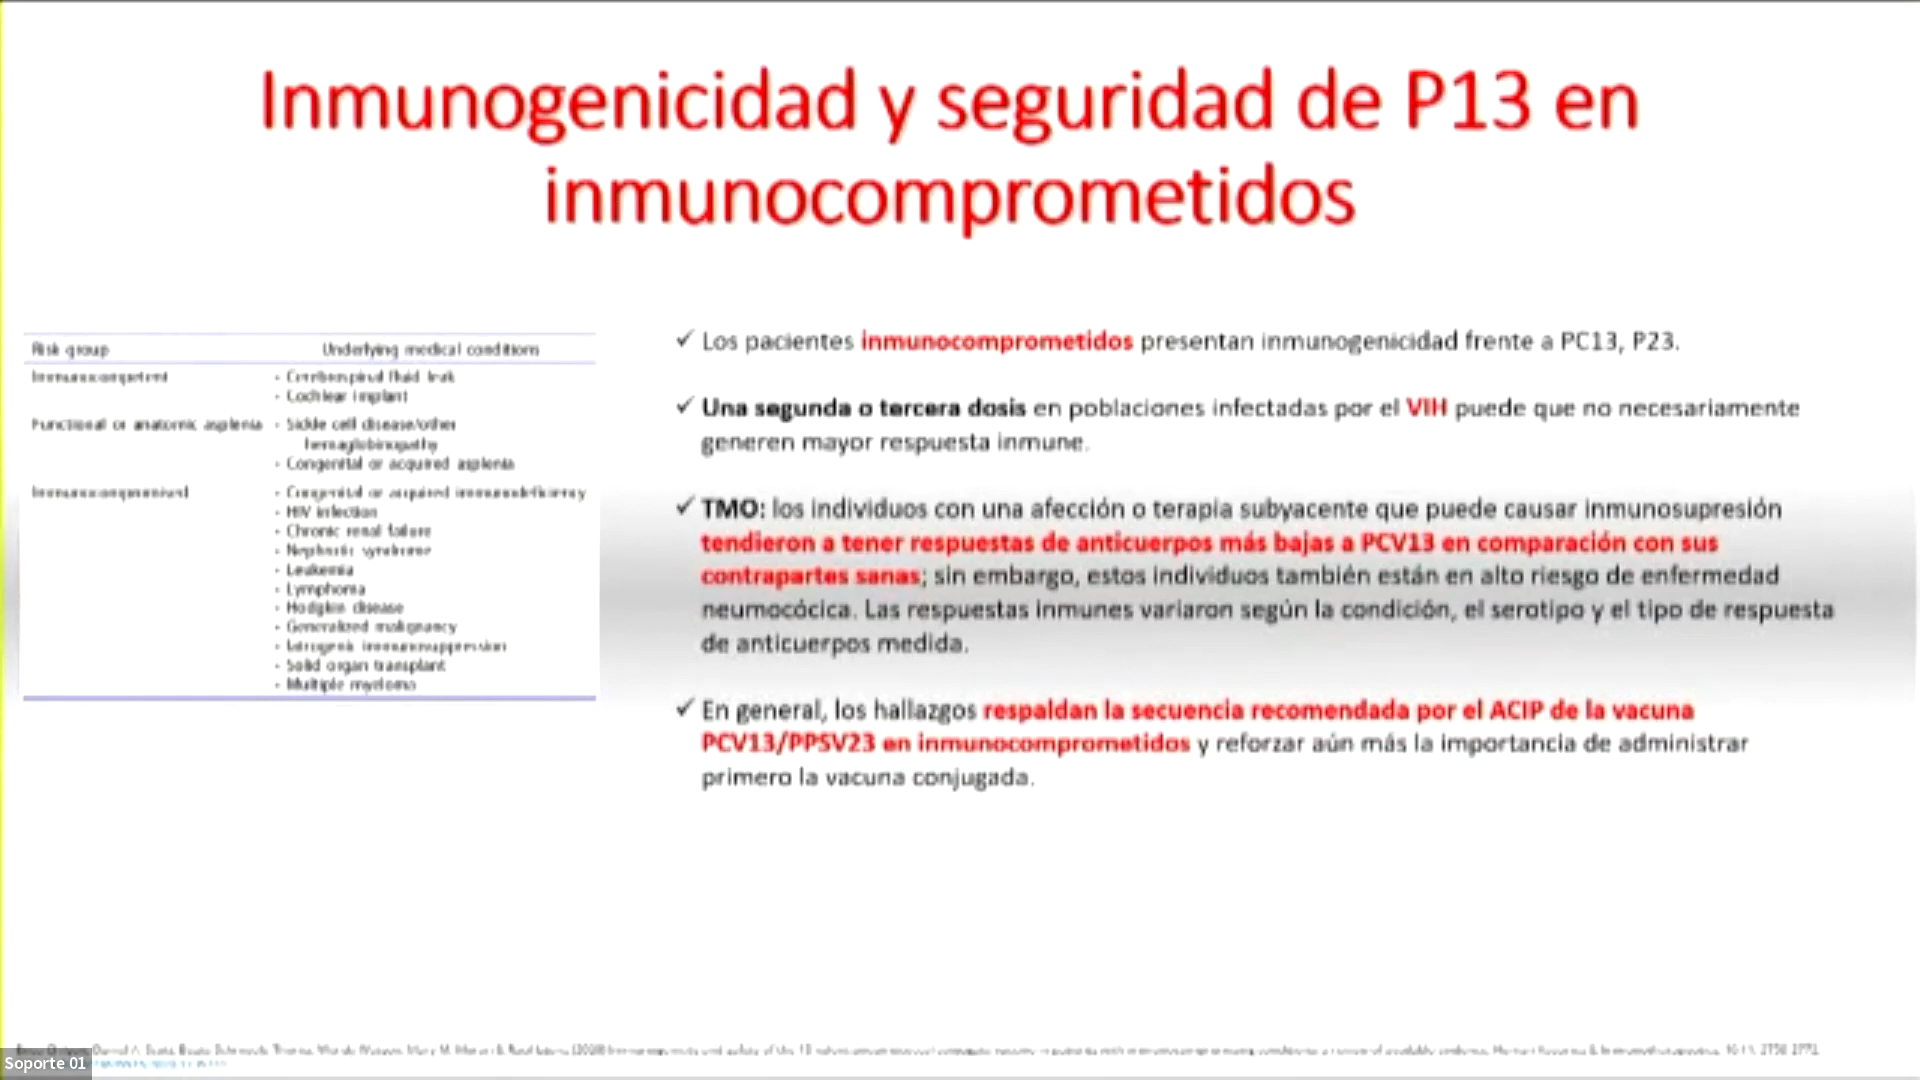 Inmunogenicidad y seguridad de P13 en
inmunocomprometidos
Risk group Underlying medical conditions
Immunocompetent - Cerebrospinal fluid leak
- Cochlear implant
Functional or anatomic asplenia - Sickle cell disease/other
hemaglobinopathy
- Congenital or acquired asplenia
Immunocompromised - Congenital or acquired immunodeficiency
- HIV infection
- Chronic renal failure
- Nephrotic syndrome
- Leukemia
- Lymphoma
- Hodgkin disease
- Generalized malignancy
- Iatrogenic immunosuppression
- Solid organ transplant
- Multiple myeloma
✓ Los pacientes inmunocomprometidos presentan inmunogenicidad frente a PC13, P23.
✓ Una segunda o tercera dosis en poblaciones infectadas por el VIH puede que no necesariamente
generen mayor respuesta inmune.
✓ TMO: los individuos con una afección o terapia subyacente que puede causar inmunosupresión
tendieron a tener respuestas de anticuerpos más bajas a PCV13 en comparación con sus
contrapartes sanas; sin embargo, estos individuos también están en alto riesgo de enfermedad
neumocócica. Las respuestas inmunes variaron según la condición, el serotipo y el tipo de respuesta
de anticuerpos medida.
✓ En general, los hallazgos respaldan la secuencia recomendada por el ACIP de la vacuna
PCV13/PPSV23 en inmunocomprometidos y reforzar aún más la importancia de administrar
primero la vacuna conjugada.
Soporte 01